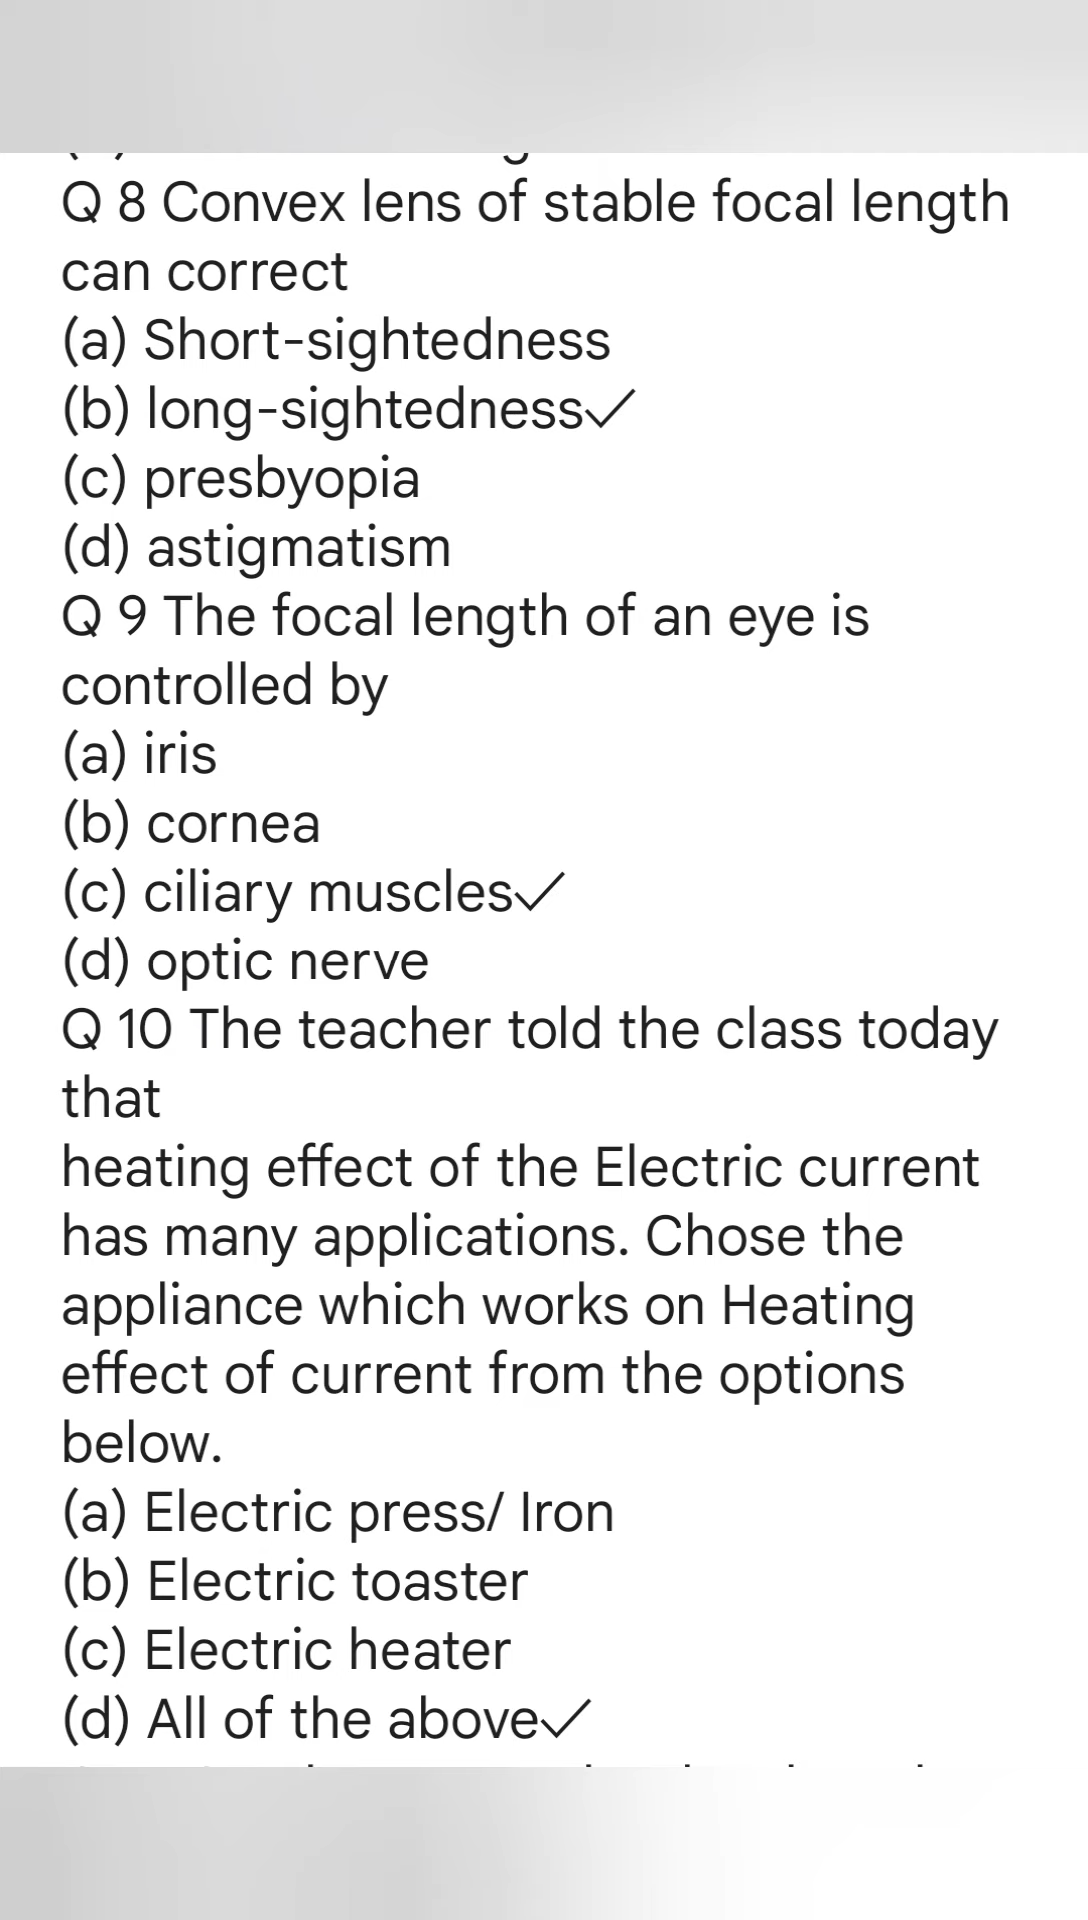 Q 8 Convex lens of stable focal length
can correct
(a) Short-sightedness
(b) long-sightedness✓
(c) presbyopia
(d) astigmatism
Q 9 The focal length of an eye is
controlled by
(a) iris
(b) cornea
(c) ciliary muscles✓
(d) optic nerve
Q 10 The teacher told the class today
that
heating effect of the Electric current
has many applications. Chose the
appliance which works on Heating
effect of current from the options
below.
(a) Electric press/ Iron
(b) Electric toaster
(c) Electric heater
(d) All of the above✓